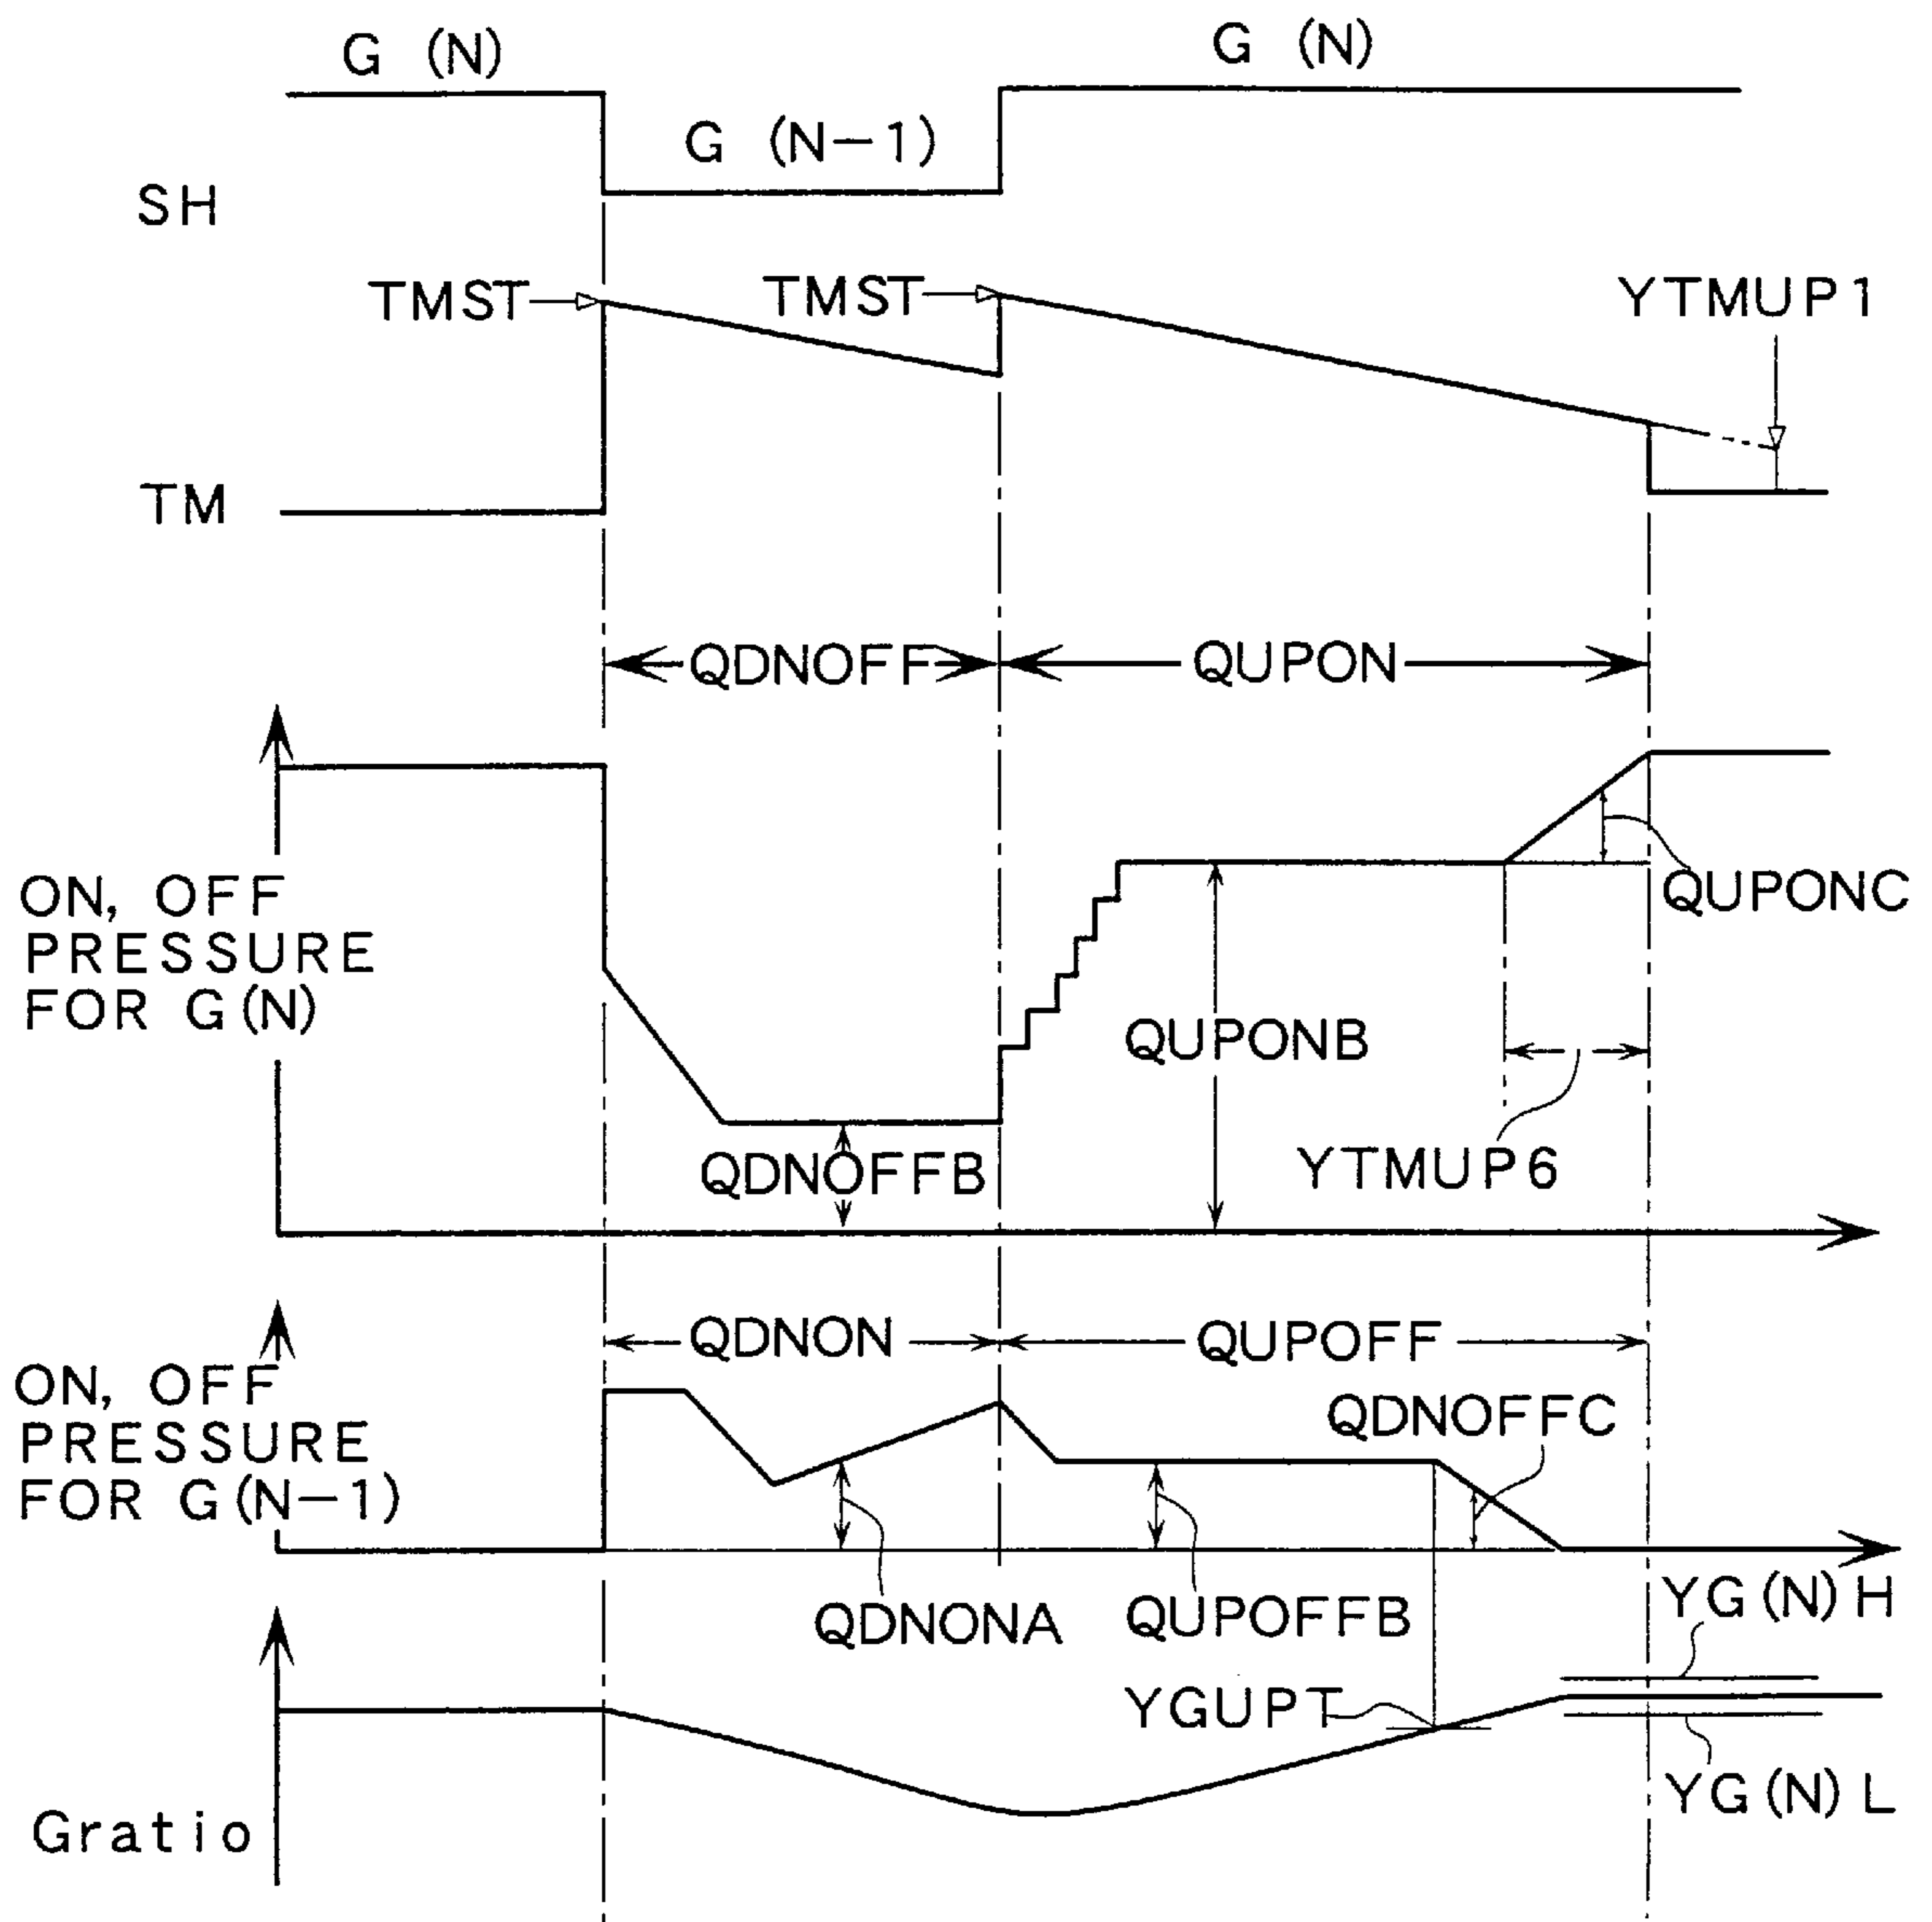 G (N)
G (N)
G (N-1)
SH
TMST
TMST
YTMUP1
TM
QDNOFF
QUPON
ON, OFF
PRESSURE
FOR G(N)
QUPONC
QUPONB
QDNOFFB
YTMUP6
QDNON
QUPOFF
ON, OFF
PRESSURE
FOR G(N-1)
QDNOFFC
QDNONA
QUPOFFB
YG(N)H
YGUPT
YG(N)L
Gratio